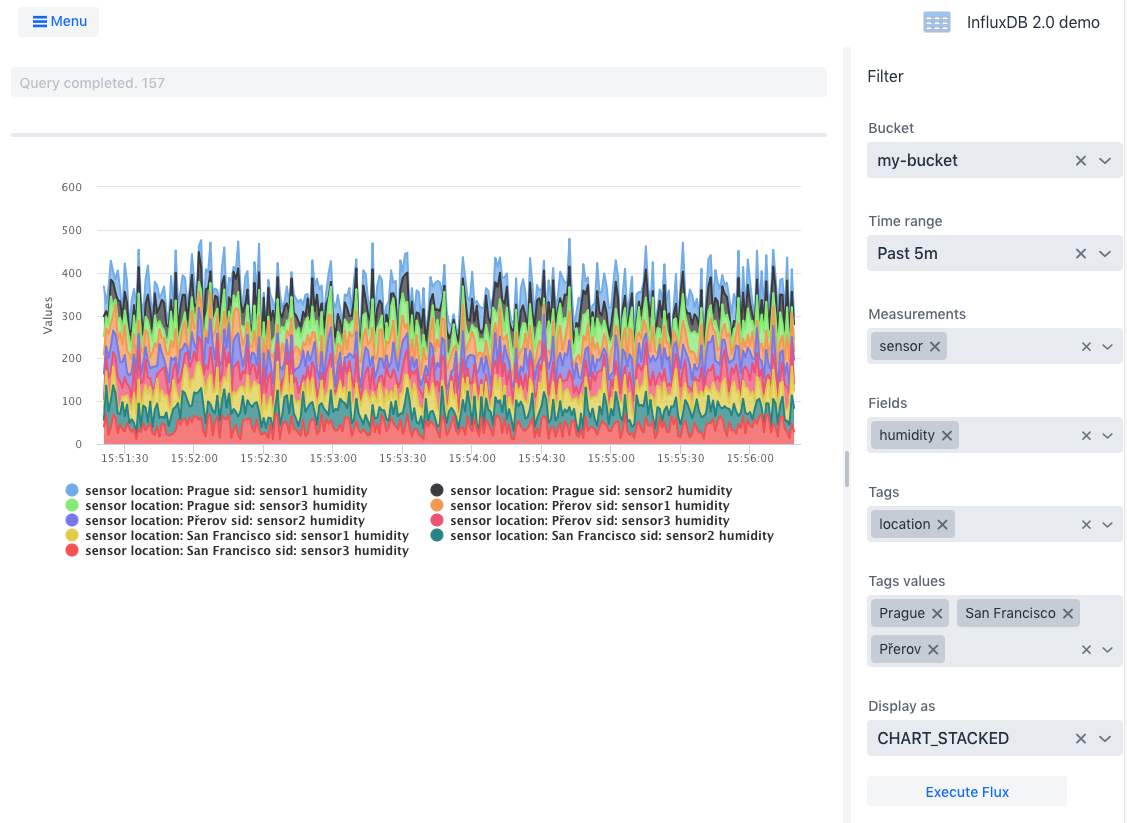 Menu
InfluxDB 2.0 demo
Query completed. 157
600
500
400
300
200
100
0
Values
15:51:30 15:52:00 15:52:30 15:53:00 15:53:30 15:54:00 15:54:30 15:55:00 15:55:30 15:56:00
sensor location: Prague sid: sensor1 humidity
sensor location: Prague sid: sensor2 humidity
sensor location: Prague sid: sensor3 humidity
sensor location: Přerov sid: sensor1 humidity
sensor location: Přerov sid: sensor2 humidity
sensor location: Přerov sid: sensor3 humidity
sensor location: San Francisco sid: sensor1 humidity
sensor location: San Francisco sid: sensor2 humidity
sensor location: San Francisco sid: sensor3 humidity
Filter
Bucket
my-bucket
Time range
Past 5m
Measurements
sensor
Fields
humidity
Tags
location
Tags values
Prague San Francisco
Přerov
Display as
CHART_STACKED
Execute Flux